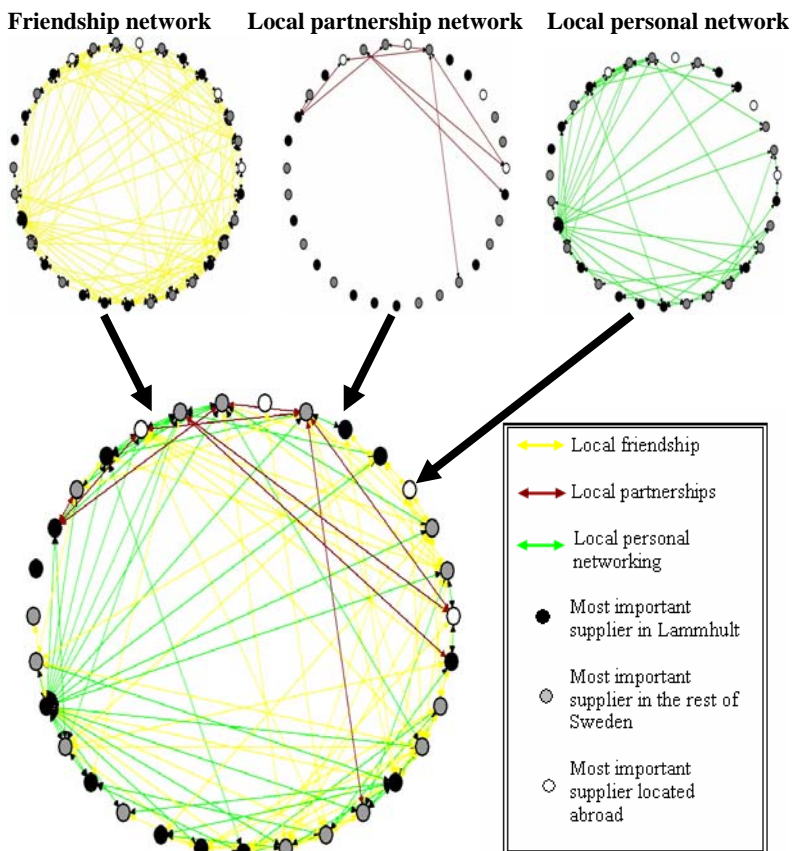 Friendship network
Local partnership network
Local personal network
Local friendship
Local partnerships
Local personal
networking
Most important
supplier in Lammhult
Most important
supplier in the rest of
Sweden
Most important
supplier located
abroad